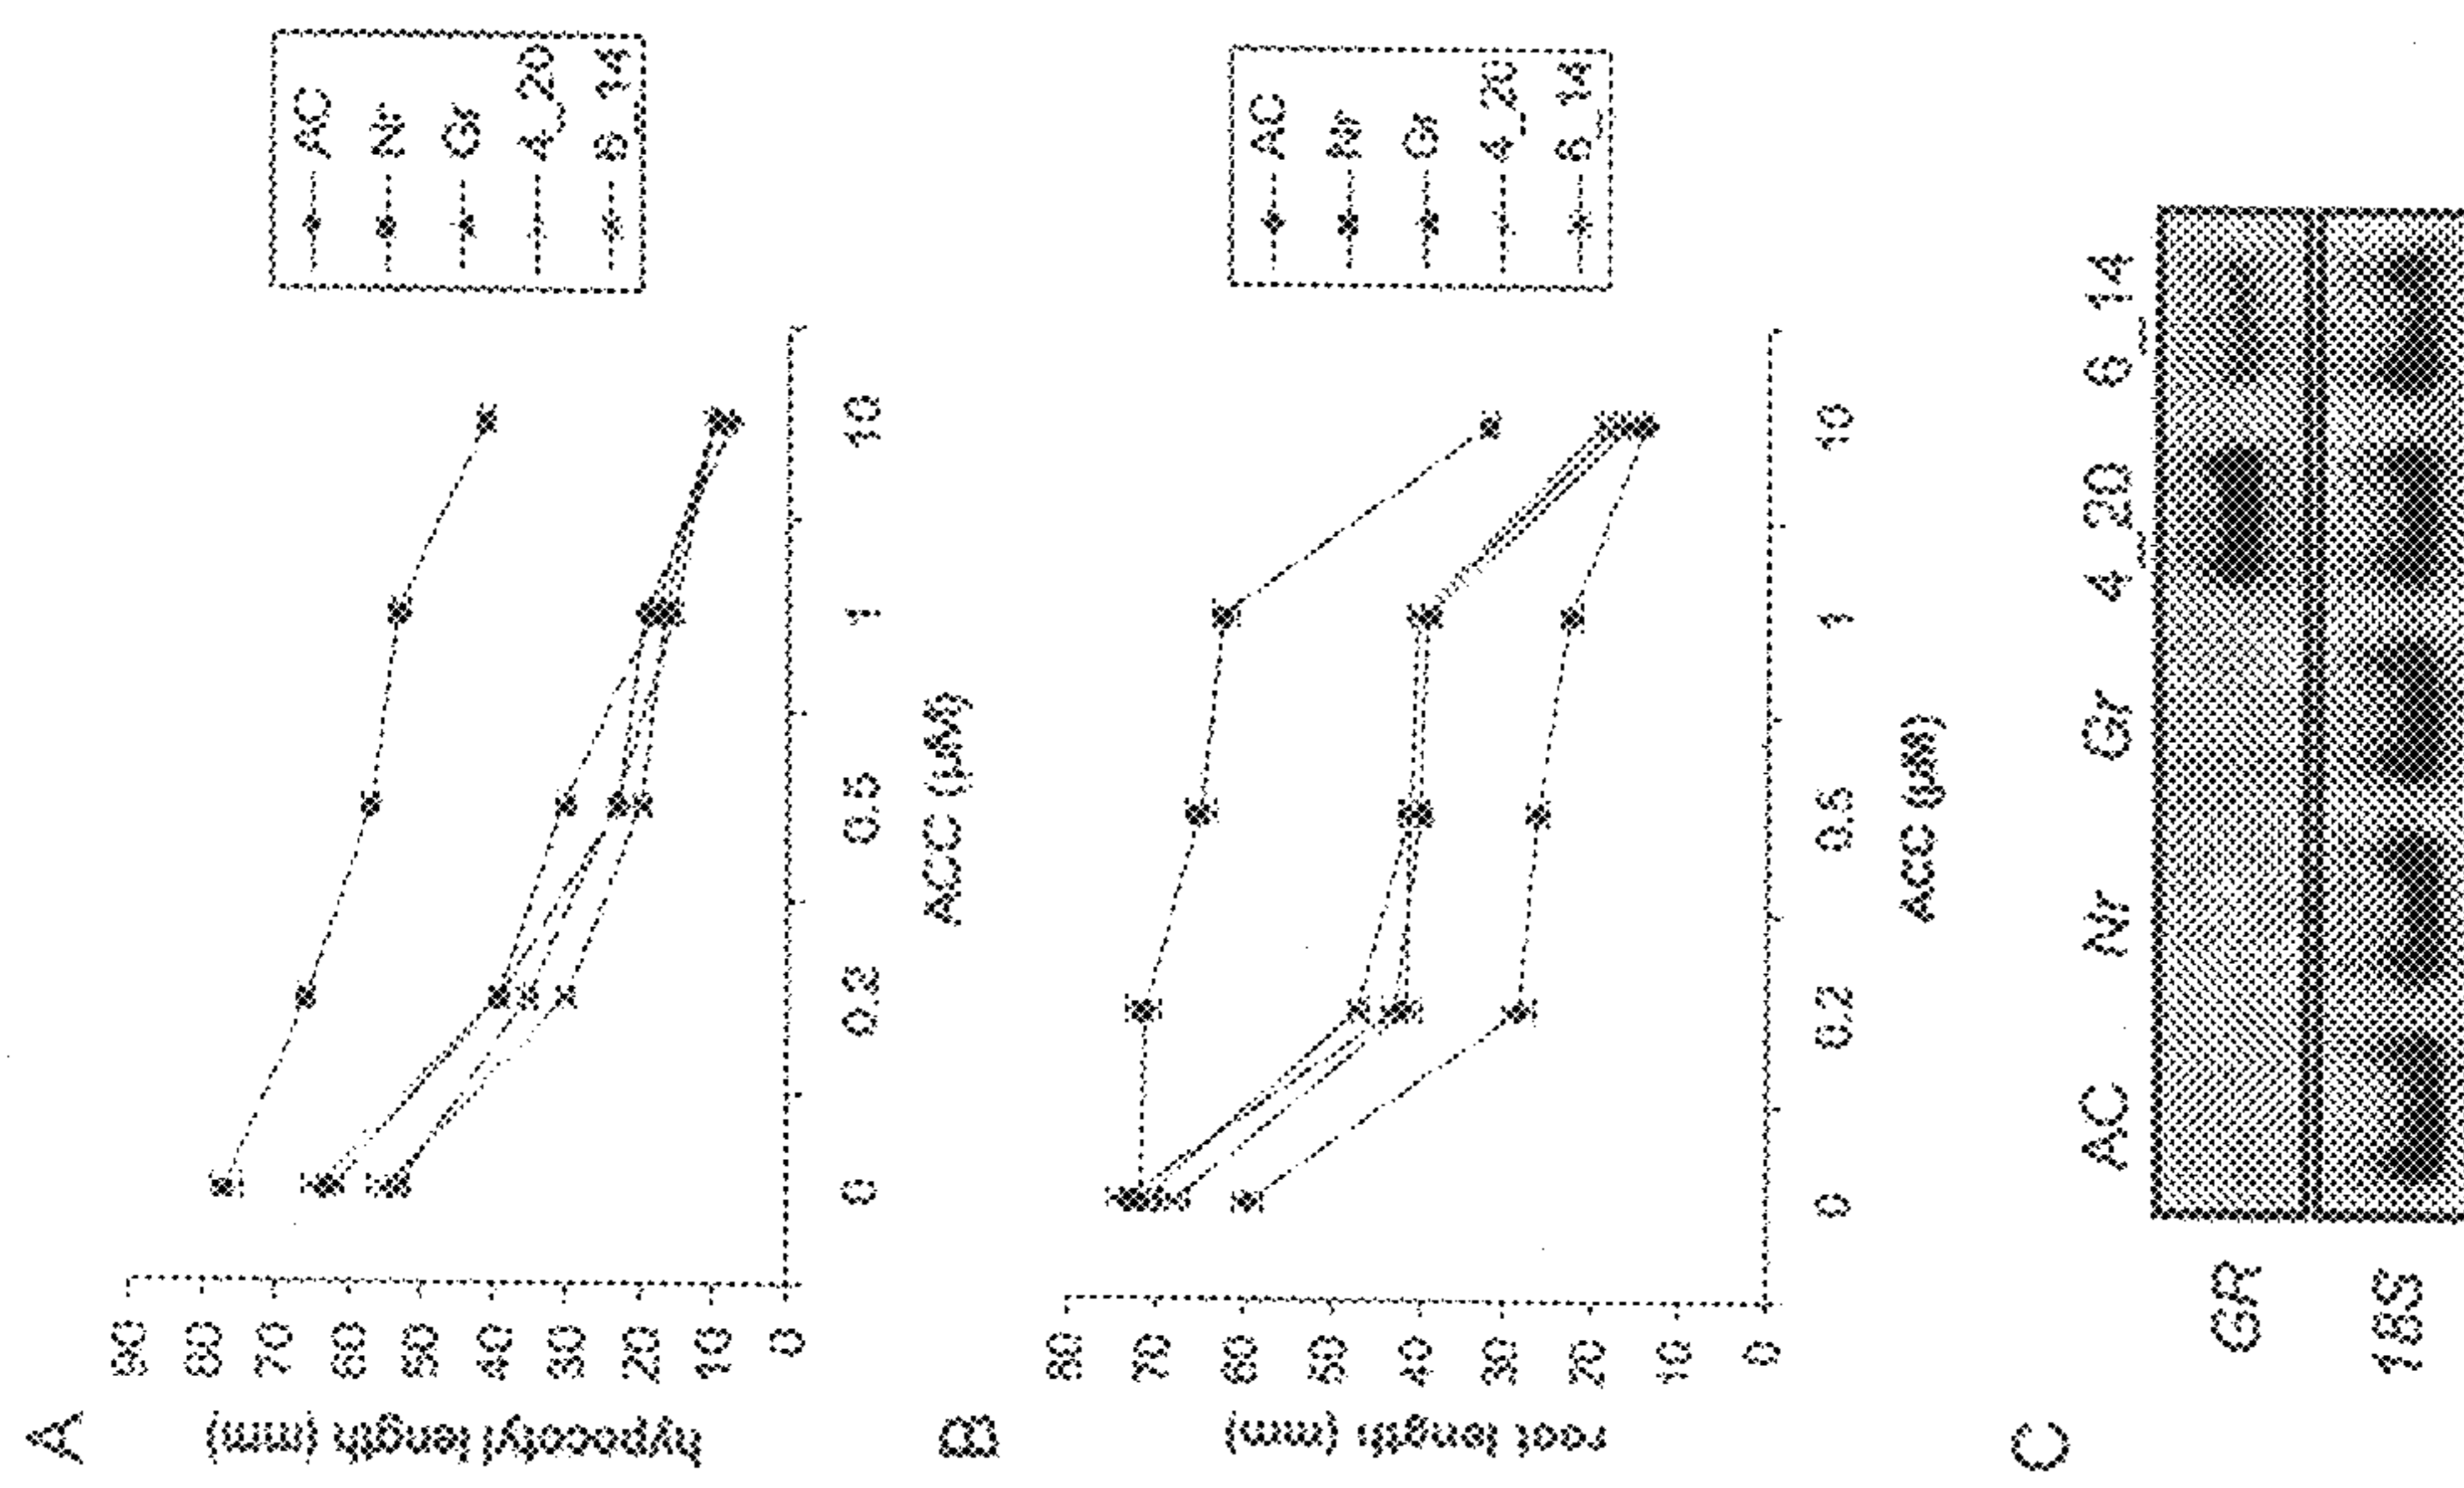 A
hypocotyl length (mm)
90
80
70
60
50
40
30
20
10
0
0
0.2
0.5
1
10
ACC (μM)
AC
Nr
Gr
4_20
6_14
B
root length (mm)
80
70
60
50
40
30
20
10
0
0
0.2
0.5
1
10
ACC (μM)
AC
Nr
Gr
4_20
6_14
C
AC Nr Gr 4_20 6_14
GR
18S